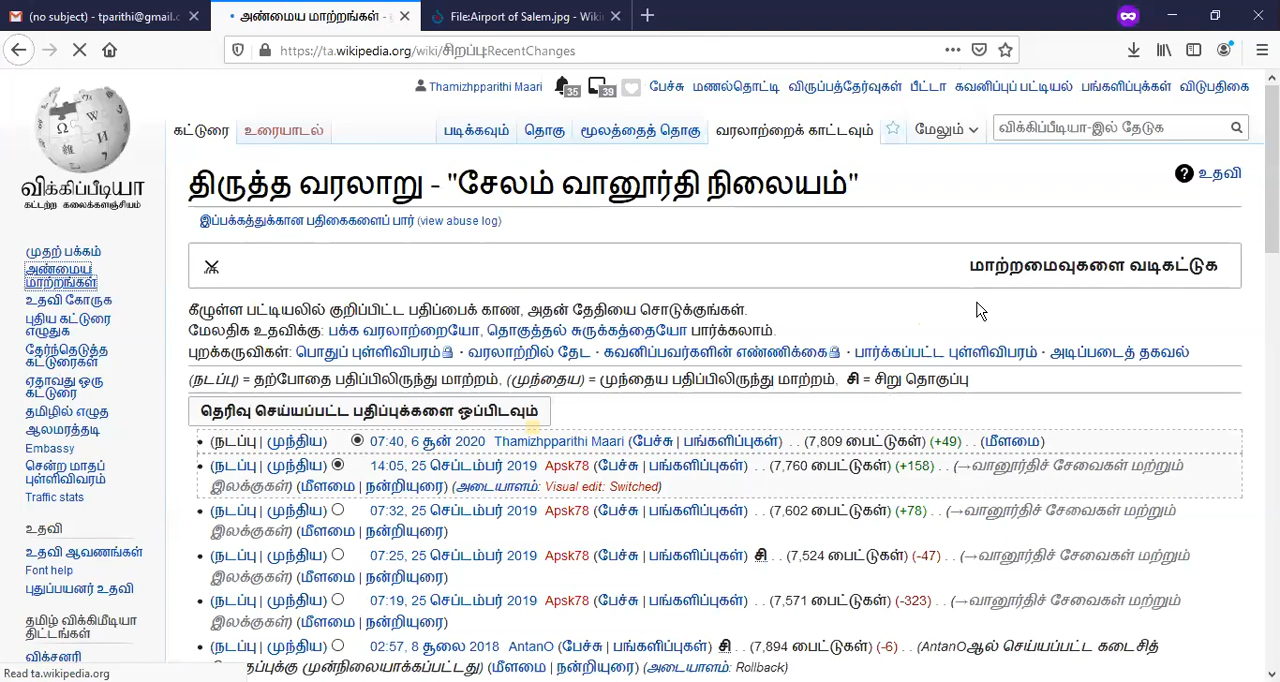 (no subject) - tparithi@gmail.c
அண்மைய மாற்றங்கள் -
File:Airport of Salem.jpg - Wiki
https://ta.wikipedia.org/wiki/சிறப்பு:RecentChanges
Thamizhpparithi Maari 35 39 பேச்சு மணல்தொட்டி விருப்பத்தேர்வுகள் பீட்டா கவனிப்புப் பட்டியல் பங்களிப்புக்கள் விடுபதிகை
கட்டுரை உரையாடல் படிக்கவும் தொகு மூலத்தைத் தொகு வரலாற்றைக் காட்டவும் மேலும் விக்கிப்பீடியா-இல் தேடுக
விக்கிப்பீடியா
கட்டற்ற கலைக்களஞ்சியம்
திருத்த வரலாறு - "சேலம் வானூர்தி நிலையம்"
உதவி
இப்பக்கத்துக்கான பதிகைகளைப் பார் (view abuse log)
மாற்றமைவுகளை வடிகட்டுக
கீழுள்ள பட்டியலில் குறிப்பிட்ட பதிப்பைக் காண, அதன் தேதியை சொடுக்குங்கள்.
மேலதிக உதவிக்கு: பக்க வரலாற்றையோ, தொகுத்தல் சுருக்கத்தையோ பார்க்கலாம்.
புறக்கருவிகள்: பொதுப் புள்ளிவிபரம் · வரலாற்றில் தேட · கவனிப்பவர்களின் எண்ணிக்கை · பார்க்கப்பட்ட புள்ளிவிபரம் · அடிப்படைத் தகவல்
(நடப்பு) = தற்போதை பதிப்பிலிருந்து மாற்றம், (முந்தைய) = முந்தைய பதிப்பிலிருந்து மாற்றம், சி = சிறு தொகுப்பு
தெரிவு செய்யப்பட்ட பதிப்புக்களை ஒப்பிடவும்
(நடப்பு | முந்திய) 07:40, 6 சூன் 2020 Thamizhpparithi Maari (பேச்சு | பங்களிப்புகள்) . . (7,809 பைட்டுகள்) (+49) . . (மீளமை)
(நடப்பு | முந்திய) 14:05, 25 செப்டம்பர் 2019 Apsk78 (பேச்சு | பங்களிப்புகள்) . . (7,760 பைட்டுகள்) (+158) . . (→வானூர்திச் சேவைகள் மற்றும்
இலக்குகள்) (மீளமை | நன்றியுரை) (அடையாளம்: Visual edit: Switched)
(நடப்பு | முந்திய) 07:32, 25 செப்டம்பர் 2019 Apsk78 (பேச்சு | பங்களிப்புகள்) . . (7,602 பைட்டுகள்) (+78) . . (→வானூர்திச் சேவைகள் மற்றும்
இலக்குகள்) (மீளமை | நன்றியுரை)
(நடப்பு | முந்திய) 07:25, 25 செப்டம்பர் 2019 Apsk78 (பேச்சு | பங்களிப்புகள்) சி . . (7,524 பைட்டுகள்) (-47) . . (→வானூர்திச் சேவைகள் மற்றும்
இலக்குகள்) (மீளமை | நன்றியுரை)
(நடப்பு | முந்திய) 07:19, 25 செப்டம்பர் 2019 Apsk78 (பேச்சு | பங்களிப்புகள்) . . (7,571 பைட்டுகள்) (-323) . . (→வானூர்திச் சேவைகள் மற்றும்
இலக்குகள்) (மீளமை | நன்றியுரை)
(நடப்பு | முந்திய) 02:57, 8 சூலை 2018 AntanO (பேச்சு | பங்களிப்புகள்) சி . . (7,894 பைட்டுகள்) (-6) . . (AntanOஆல் செய்யப்பட்ட கடைசித்
முன்நிலையாக்கப்பட்டது) (மீளமை | நன்றியுரை) (அடையாளம்: Rollback)
முதற் பக்கம்
அண்மைய
மாற்றங்கள்
உதவி கோருக
புதிய கட்டுரை
எழுதுக
தேர்ந்தெடுத்த
கட்டுரைகள்
ஏதாவது ஒரு
கட்டுரை
தமிழில் எழுத
ஆலமரத்தடி
Embassy
சென்ற மாதப்
புள்ளிவிவரம்
Traffic stats
உதவி
உதவி ஆவணங்கள்
Font help
புதுப்பயனர் உதவி
தமிழ் விக்கிமீடியா
திட்டங்கள்
விக்சனரி
Read ta.wikipedia.org